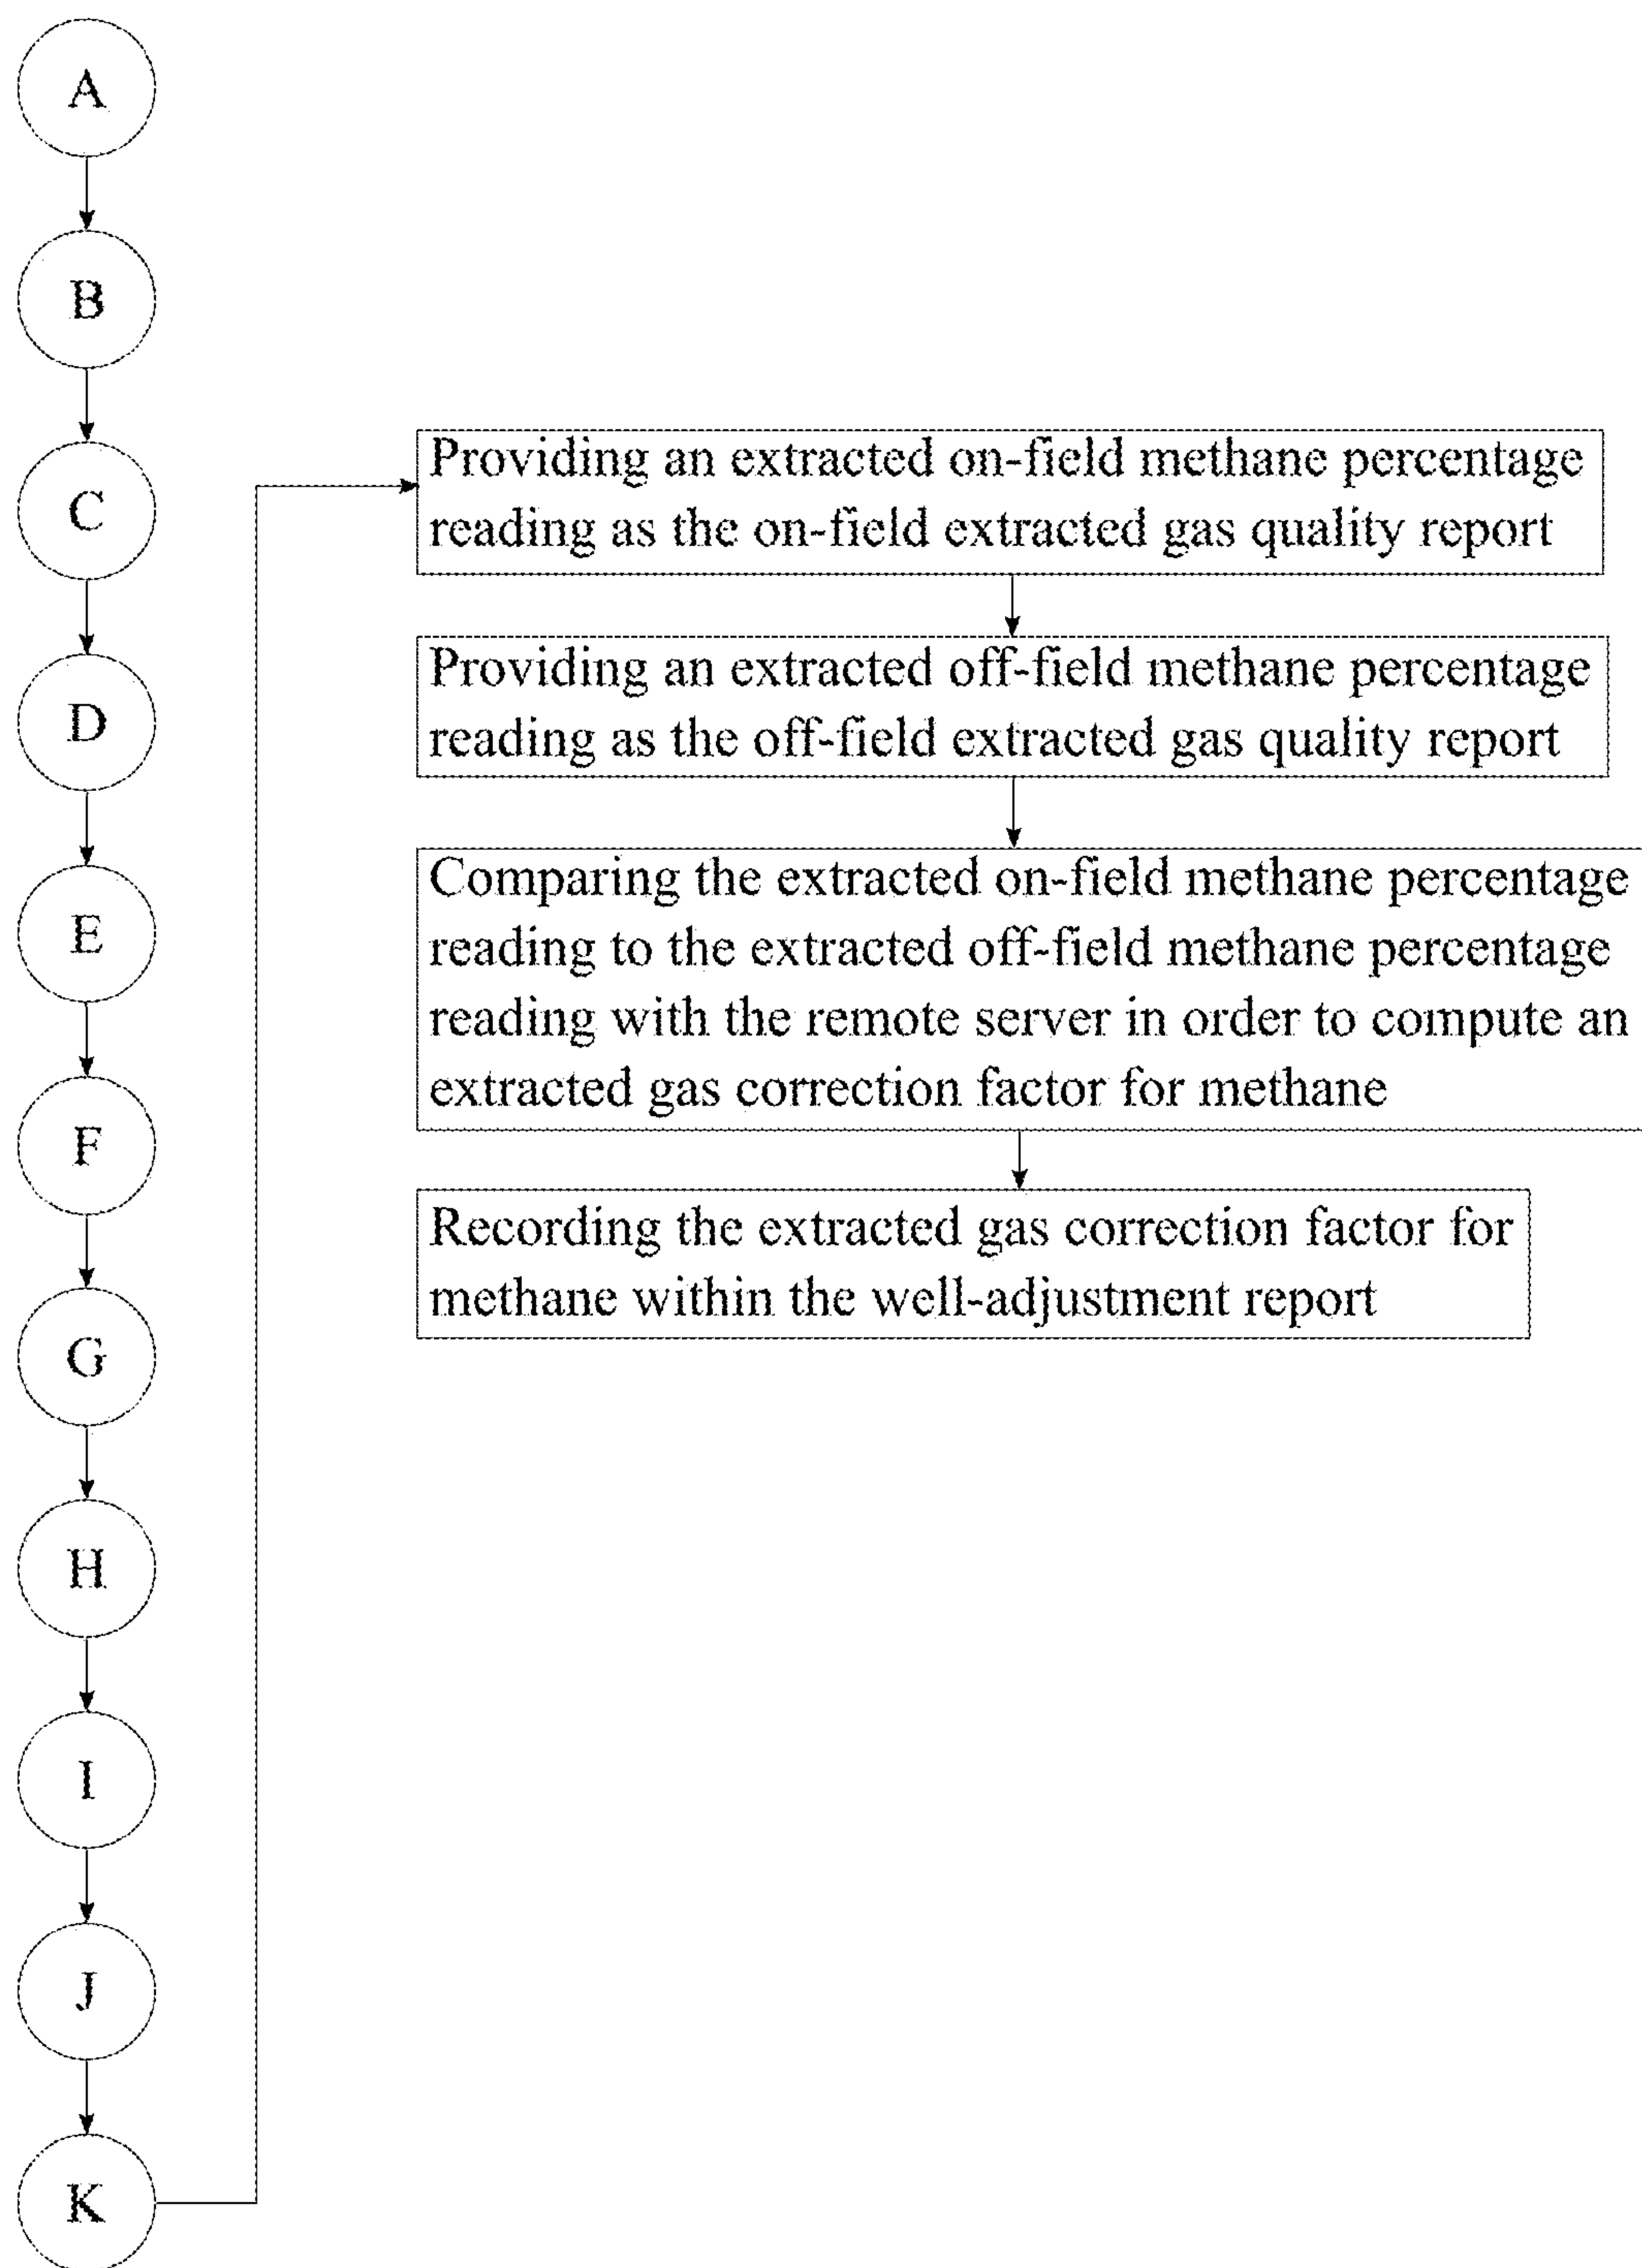 A
B
C
D
E
F
G
H
I
J
K
Providing an extracted on-field methane percentage
reading as the on-field extracted gas quality report
Providing an extracted off-field methane percentage
reading as the off-field extracted gas quality report
Comparing the extracted on-field methane percentage
reading to the extracted off-field methane percentage
reading with the remote server in order to compute an
extracted gas correction factor for methane
Recording the extracted gas correction factor for
methane within the well-adjustment report